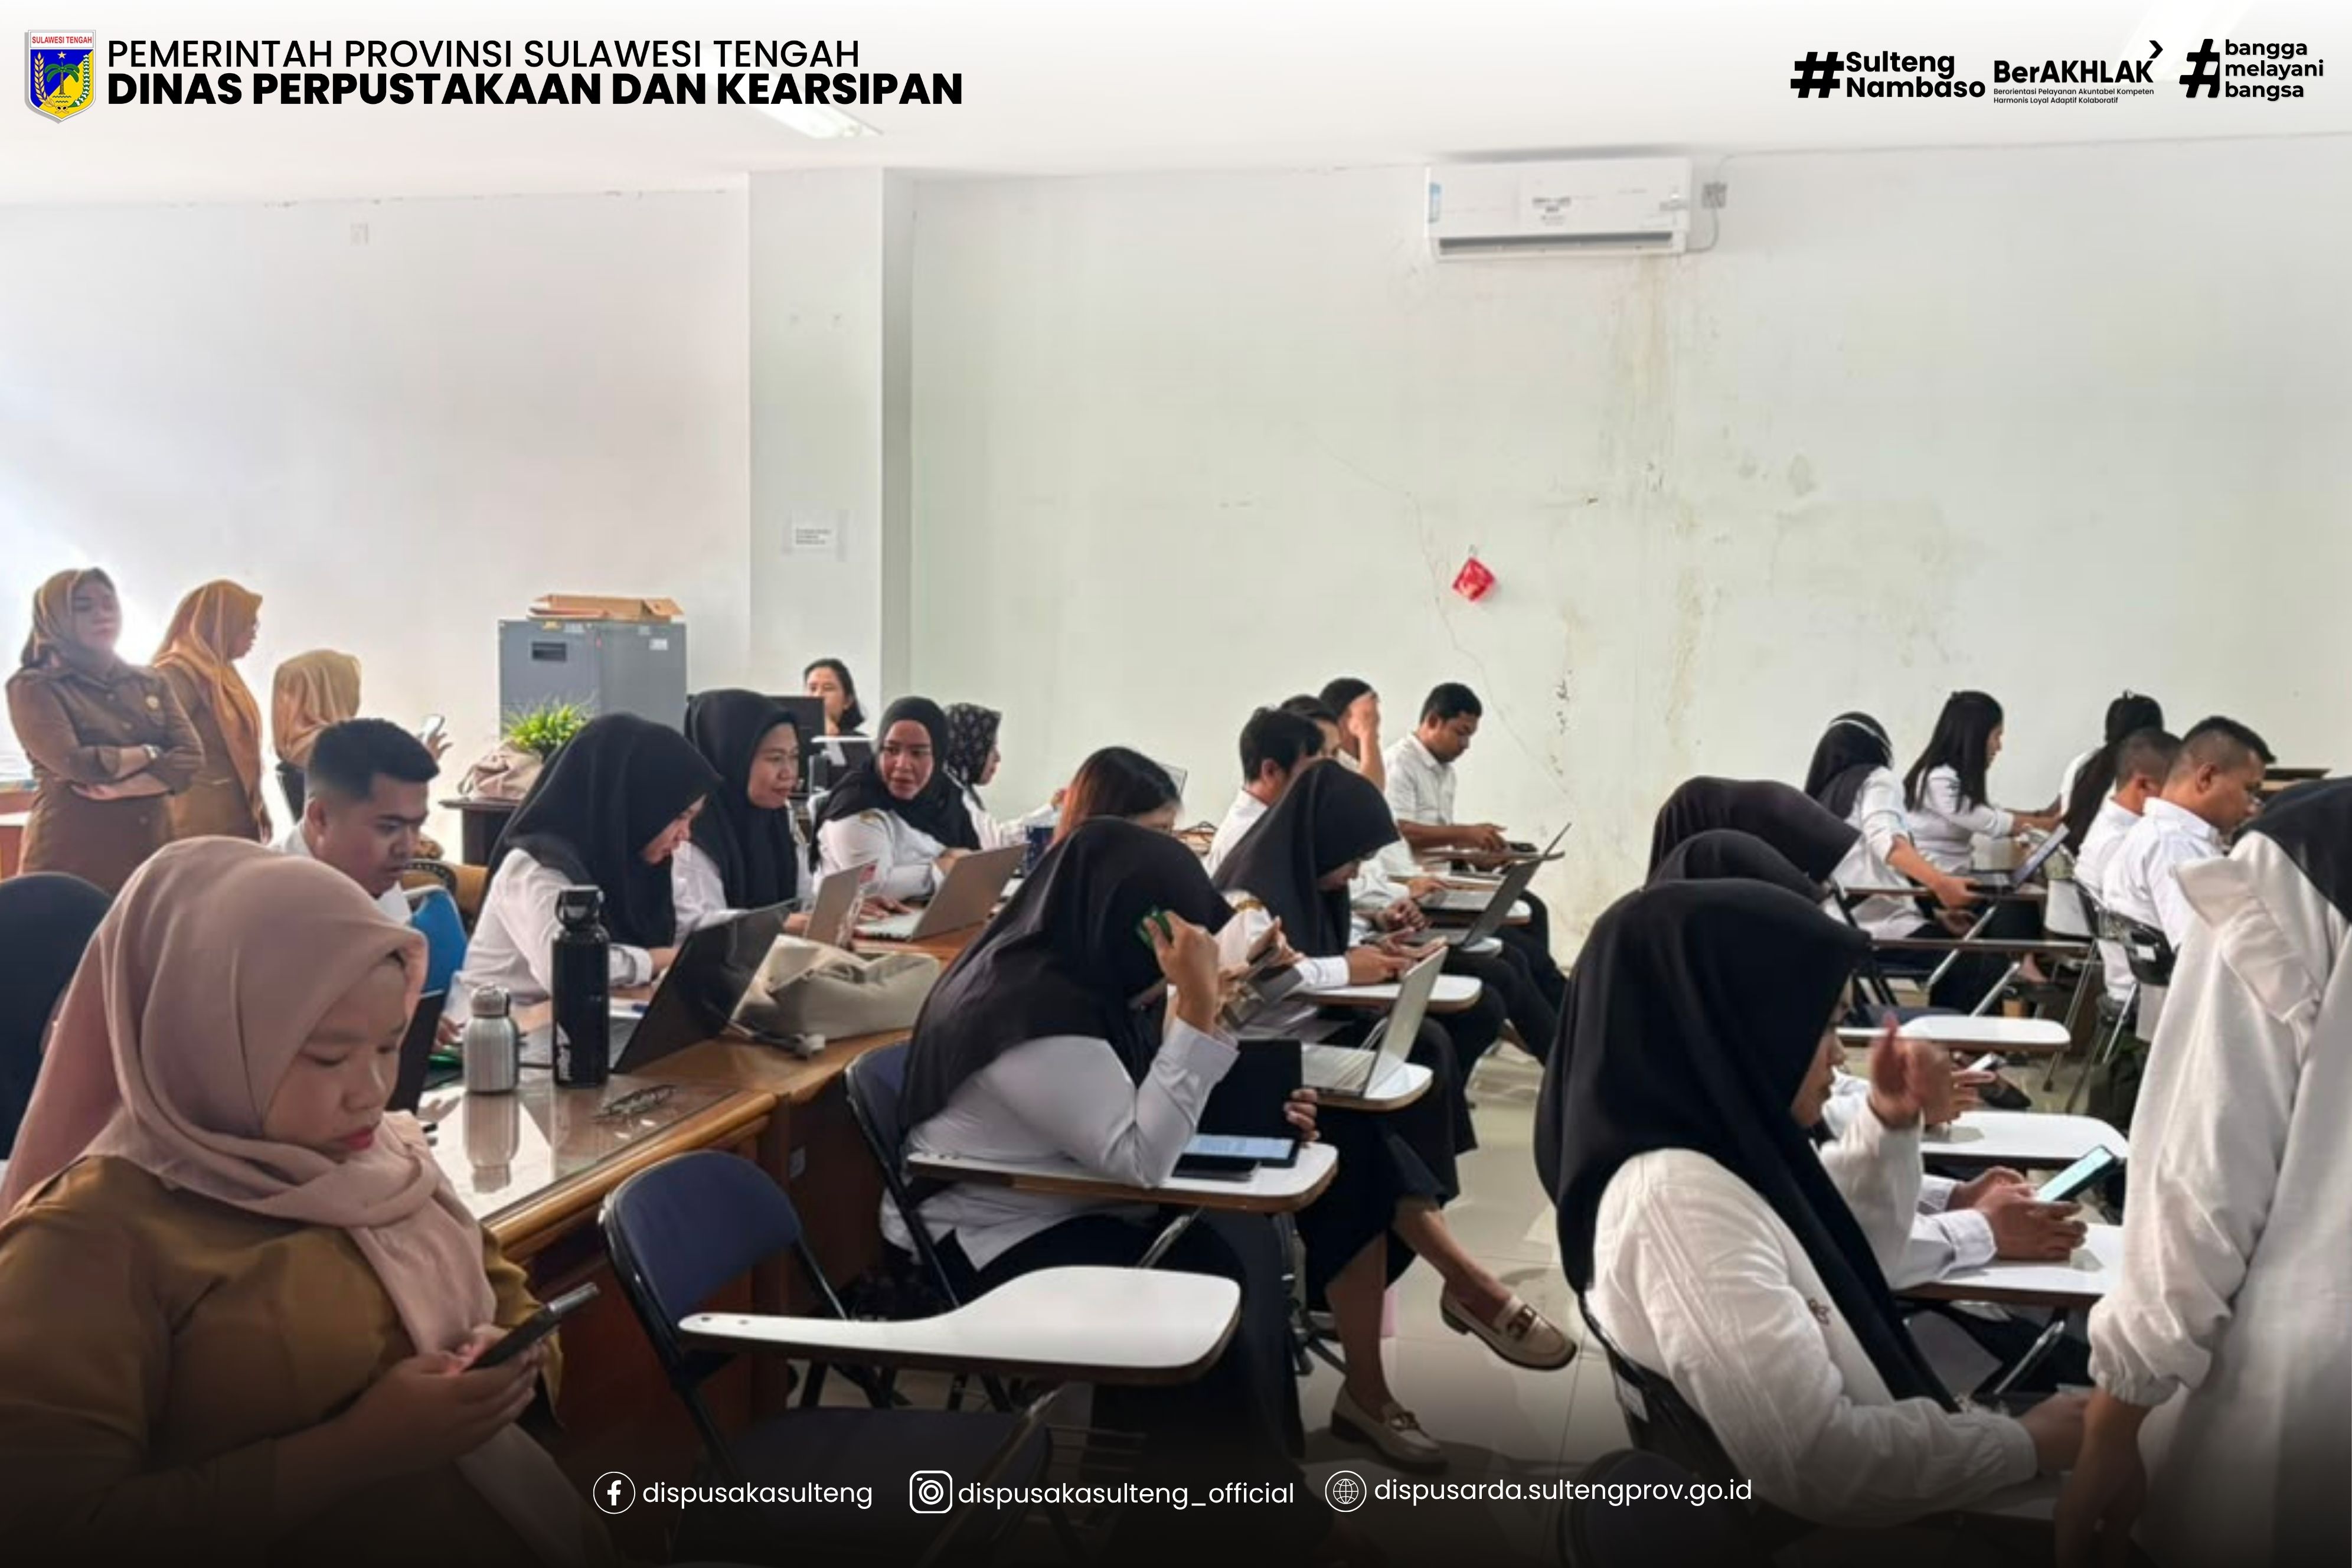 SULAWESI TENGAH
PEMERINTAH PROVINSI SULAWESI TENGAH
DINAS PERPUSTAKAAN DAN KEARSIPAN
#Sulteng
Nambaso
BerAKHLAK
Berorientasi Pelayanan Akuntabel Kompeten
Harmonis Loyal Adaptif Kolaboratif
#bangga
melayani
bangsa
dispusakasulteng
dispusakasulteng_official
dispusarda.sultengprov.go.id